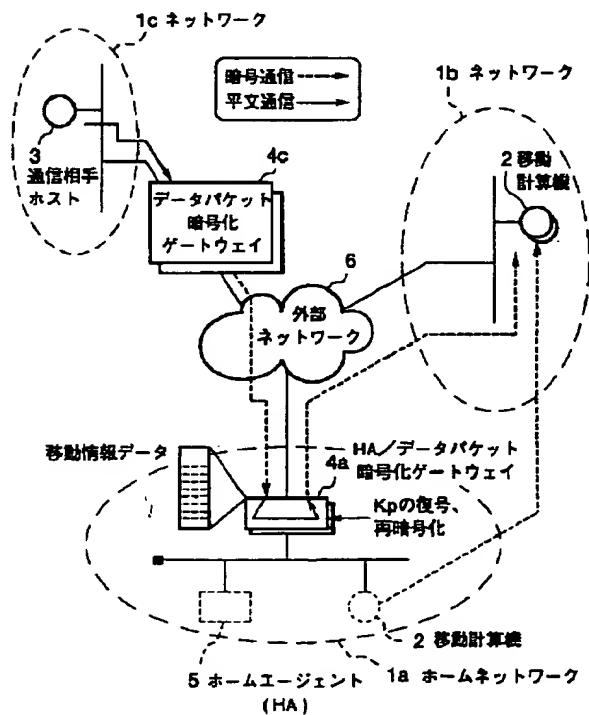 1c ネットワーク
暗号通信
平文通信
1b ネットワーク
3
通信相手
ホスト
4c
データパケット
暗号化
ゲートウェイ
2 移動
計算機
6
外部
ネットワーク
移動情報データ
HA/データパケット
4a 暗号化ゲートウェイ
Kpの復号、
再暗号化
2 移動計算機
5 ホームエージェント
(HA)
1a ホームネットワーク